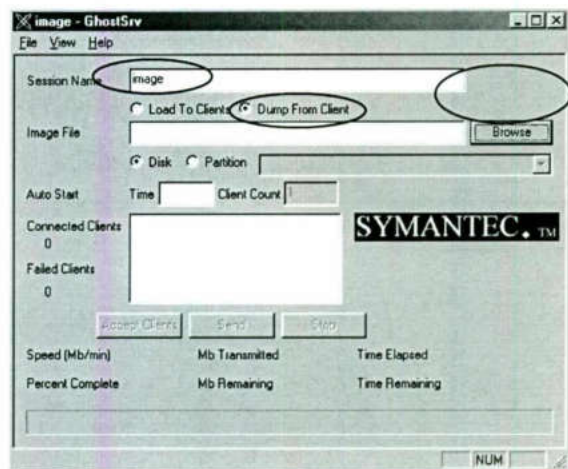 image - GhostSrv
File View Help
Session Name image
Load To Clients Dump From Client
Image File Browse
Disk Partition
Auto Start Time Client Count 1
Connected Clients
0
SYMANTEC. TM
Failed Clients
0
Accept Clients Send Stop
Speed (Mb/min) Mb Transmitted Time Elapsed
Percent Complete Mb Remaining Time Remaining
NUM